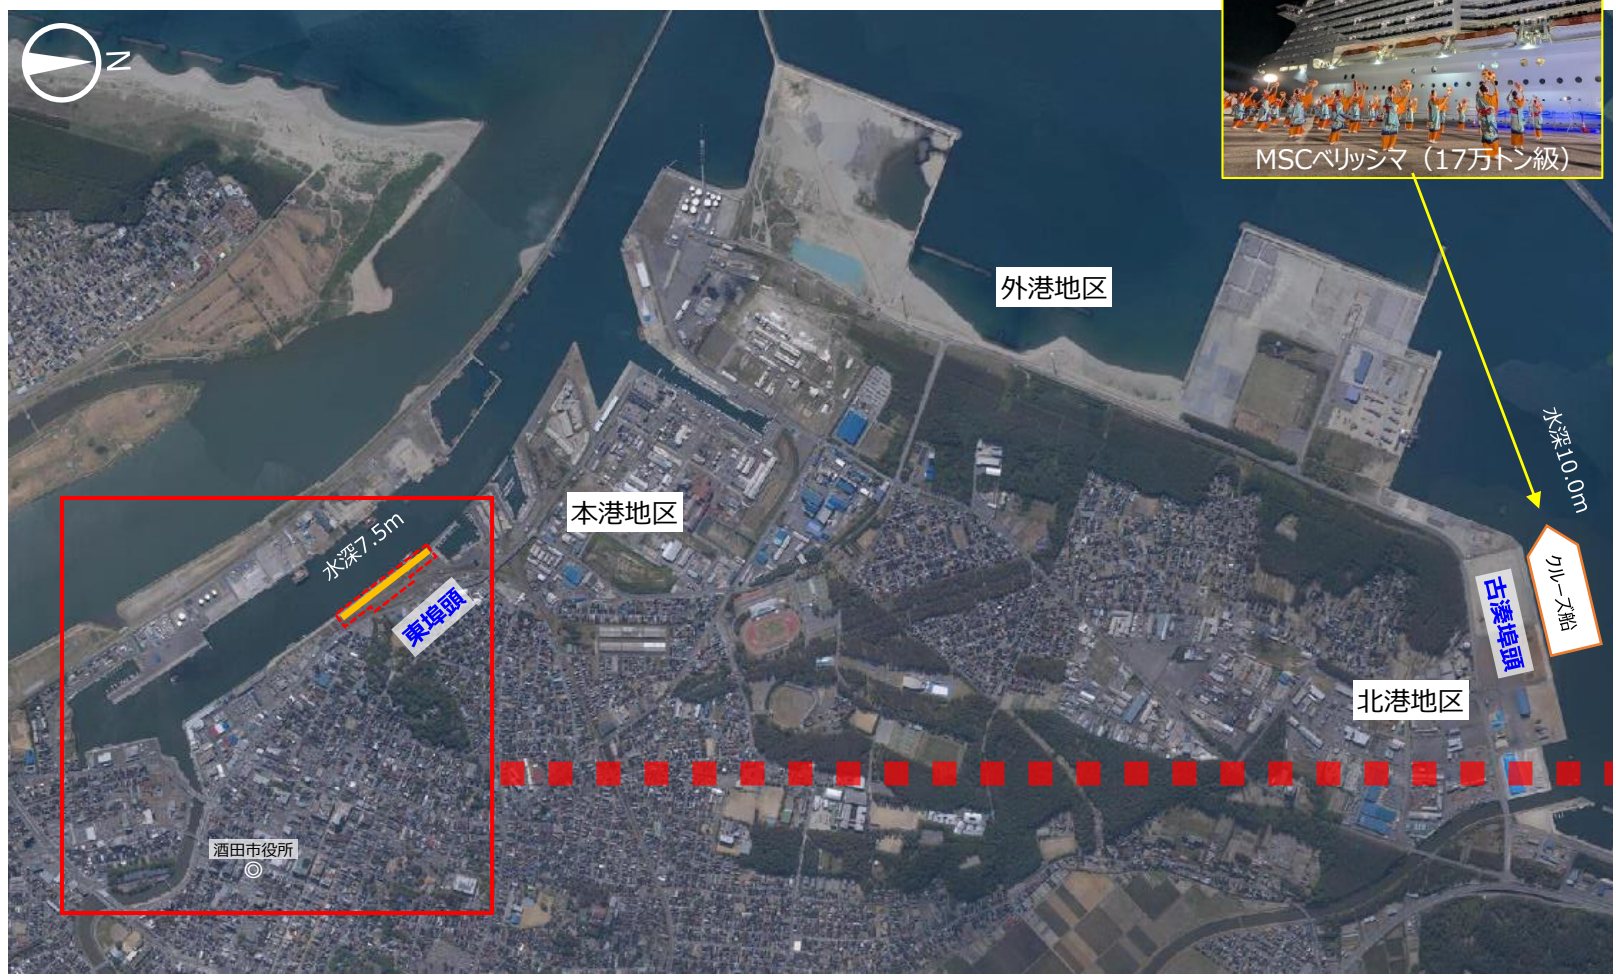 N
MSCベリッシマ（17万トン級）
外港地区
水深10.0m
本港地区
水深7.5m
クルーズ船
古湊埠頭
東埠頭
北港地区
酒田市役所